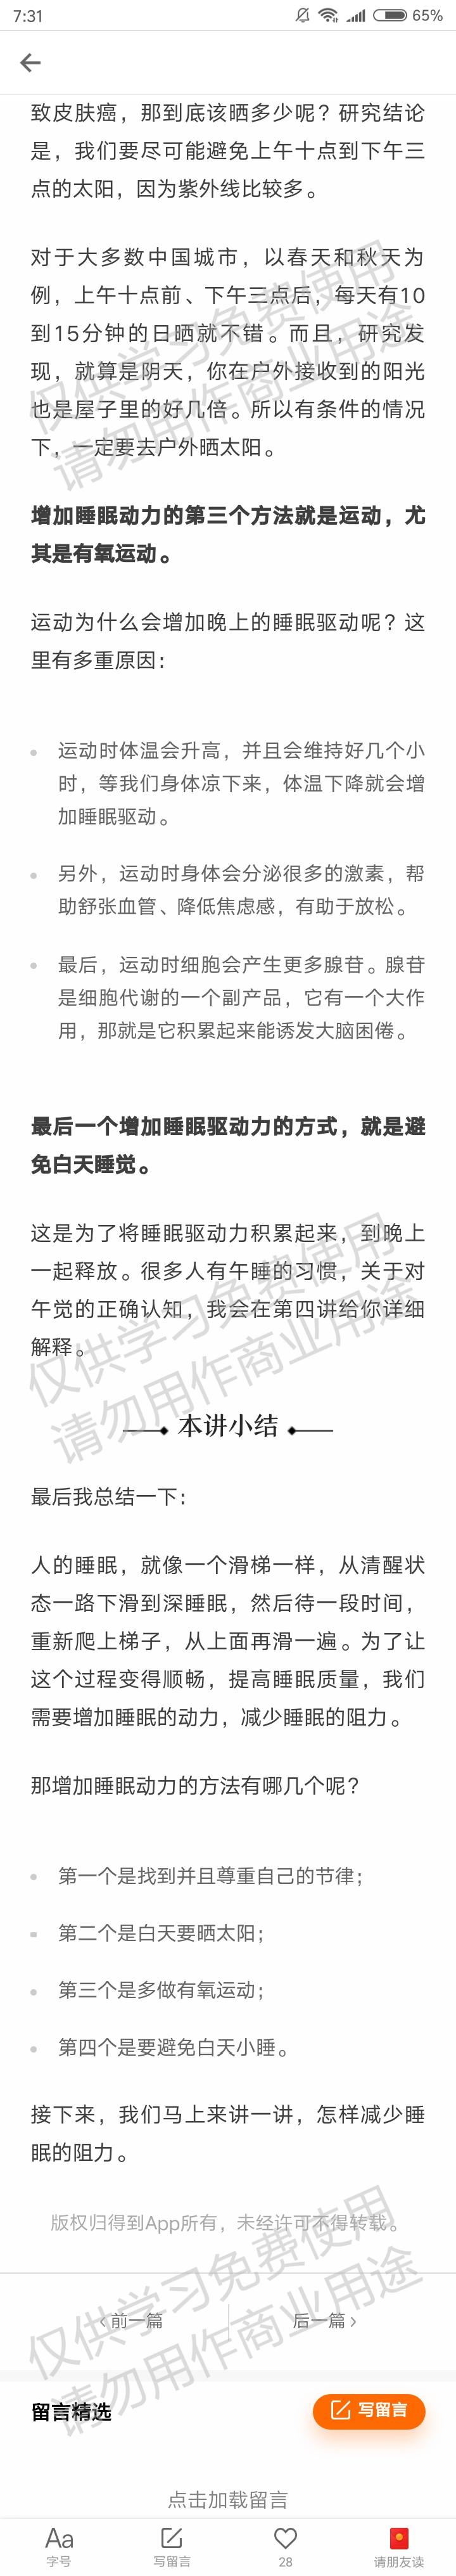 7:31
65%
致皮肤癌，那到底该晒多少呢？研究结论
是，我们要尽可能避免上午十点到下午三
点的太阳，因为紫外线比较多。
对于大多数中国城市，以春天和秋天为
例，上午十点前、下午三点后，每天有10
到15分钟的日晒就不错。而且，研究发
现，就算是阴天，你在户外接收到的阳光
也是屋子里的好几倍。所以有条件的情况
下，一定要去户外晒太阳。
仅供学习免费使用
请勿用作商业用途
增加睡眠动力的第三个方法就是运动，尤
其是有氧运动。
运动为什么会增加晚上的睡眠驱动呢？这
里有多重原因：
运动时体温会升高，并且会维持好几个小
时，等我们身体凉下来，体温下降就会增
加睡眠驱动。
另外，运动时身体会分泌很多的激素，帮
助舒张血管、降低焦虑感，有助于放松。
最后，运动时细胞会产生更多腺苷。腺苷
是细胞代谢的一个副产品，它有一个大作
用，那就是它积累起来能诱发大脑困倦。
最后一个增加睡眠驱动力的方式，就是避
免白天睡觉。
这是为了将睡眠驱动力积累起来，到晚上
一起释放。很多人有午睡的习惯，关于对
午觉的正确认知，我会在第四讲给你详细
解释。
仅供学习免费使用
请勿用作商业用途
本讲小结
最后我总结一下：
人的睡眠，就像一个滑梯一样，从清醒状
态一路下滑到深睡眠，然后待一段时间，
重新爬上梯子，从上面再滑一遍。为了让
这个过程变得顺畅，提高睡眠质量，我们
需要增加睡眠的动力，减少睡眠的阻力。
那增加睡眠动力的方法有哪几个呢？
第一个是找到并且尊重自己的节律；
第二个是白天要晒太阳；
第三个是多做有氧运动；
第四个是要避免白天小睡。
接下来，我们马上来讲一讲，怎样减少睡
眠的阻力。
版权归得到App所有，未经许可不得转载。
仅供学习免费使用
请勿用作商业用途
前一篇
后一篇
留言精选
写留言
点击加载留言
Aa
字号
写留言
28
请朋友读